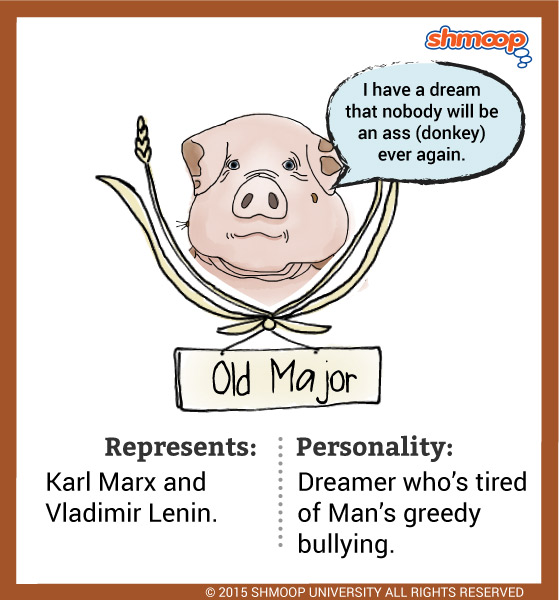 shmoop
I have a dream
that nobody will be
an ass (donkey)
ever again.
Old Major
Represents:
Karl Marx and
Vladimir Lenin.
Personality:
Dreamer who's tired
of Man's greedy
bullying.
© 2015 SHMOOP UNIVERSITY ALL RIGHTS RESERVED